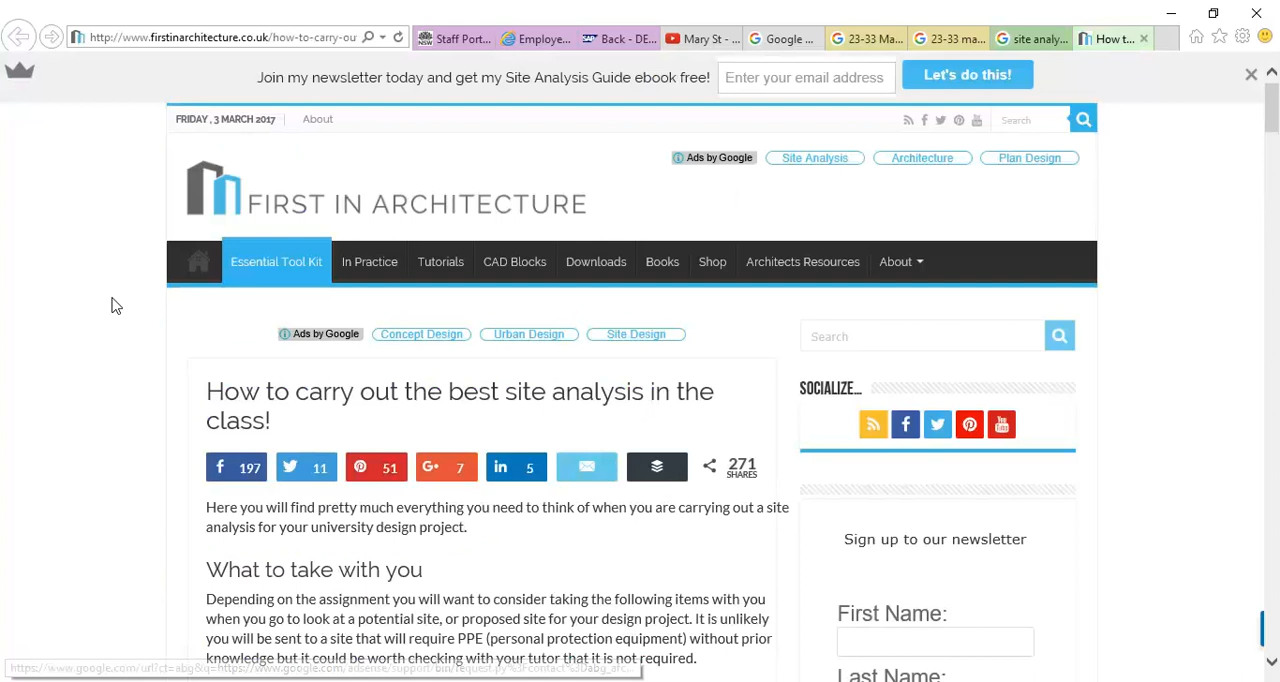 http://www.firstinarchitecture.co.uk/how-to-carry-ou
Staff Port...
Employe...
Back - DE...
Mary St - ...
Google ...
23-33 Ma...
23-33 ma...
site analy...
How t...
Join my newsletter today and get my Site Analysis Guide ebook free!
Enter your email address
Let's do this!
FRIDAY , 3 MARCH 2017
About
Search
Ads by Google
Site Analysis
Architecture
Plan Design
FIRST IN ARCHITECTURE
Essential Tool Kit
In Practice
Tutorials
CAD Blocks
Downloads
Books
Shop
Architects Resources
About
Ads by Google
Concept Design
Urban Design
Site Design
Search
How to carry out the best site analysis in the
class!
SOCIALIZE...
197
11
51
7
5
271
SHARES
Here you will find pretty much everything you need to think of when you are carrying out a site
analysis for your university design project.
Sign up to our newsletter
What to take with you
Depending on the assignment you will want to consider taking the following items with you
when you go to look at a potential site, or proposed site for your design project. It is unlikely
you will be sent to a site that will require PPE (personal protection equipment) without prior
knowledge but it could be worth checking with your tutor that it is not required.
First Name:
Last Name: